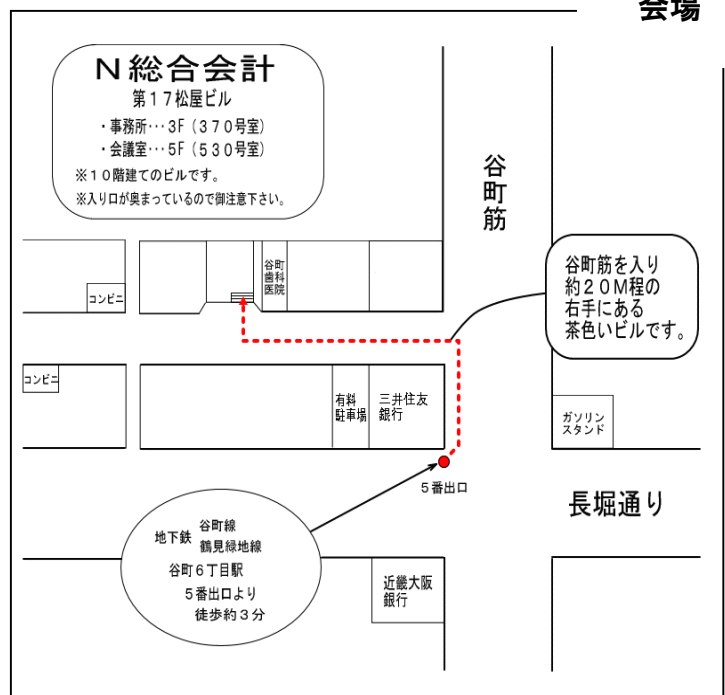 会場
N総合会計
第17松屋ビル
・事務所…3F(370号室)
・会議室…5F(530号室)
※10階建てのビルです。
※入り口が奥まっているので御注意下さい。
谷町筋
谷町
歯科
医院
コンビニ
谷町筋を入り
約20M程の
右手にある
茶色いビルです。
コンビニ
有料
駐車場
三井住友
銀行
ガソリン
スタンド
5番出口
長堀通り
地下鉄 谷町線
鶴見緑地線
谷町6丁目駅
5番出口より
徒歩約3分
近畿大阪
銀行